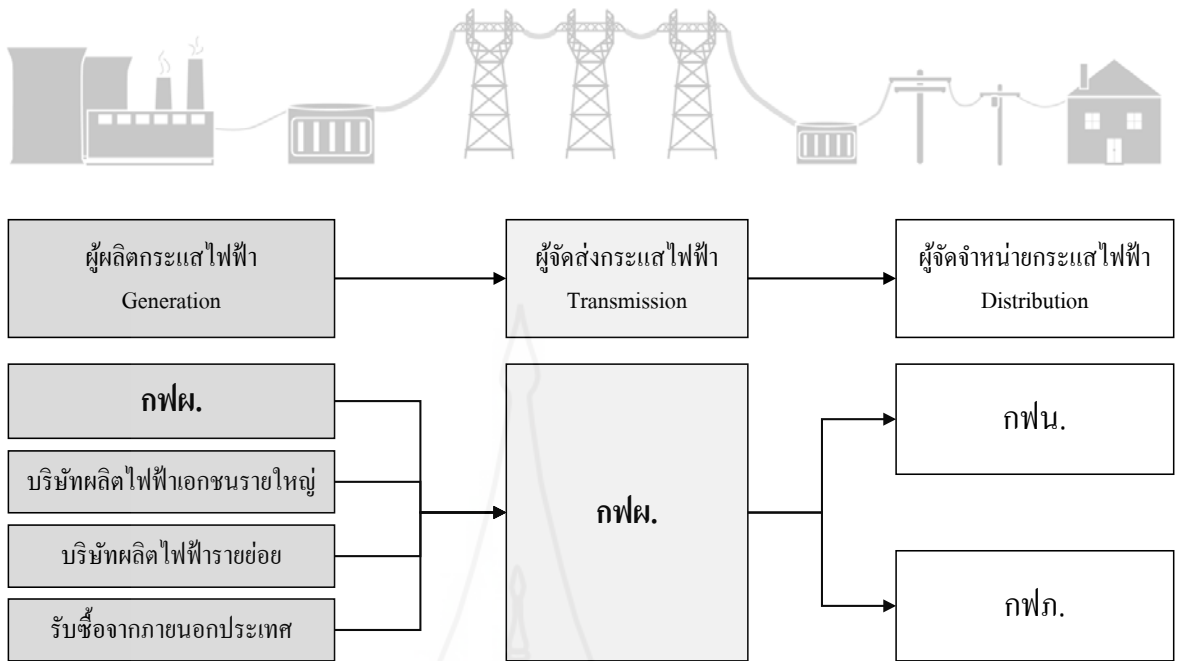 ผู้ผลิตกระแสไฟฟ้า
Generation
ผู้จัดส่งกระแสไฟฟ้า
Transmission
ผู้จัดจำหน่ายกระแสไฟฟ้า
Distribution
กฟผ.
บริษัทผลิตไฟฟ้าเอกชนรายใหญ่
บริษัทผลิตไฟฟ้ารายย่อย
รับซื้อจากภายนอกประเทศ
กฟผ.
กฟน.
กฟภ.